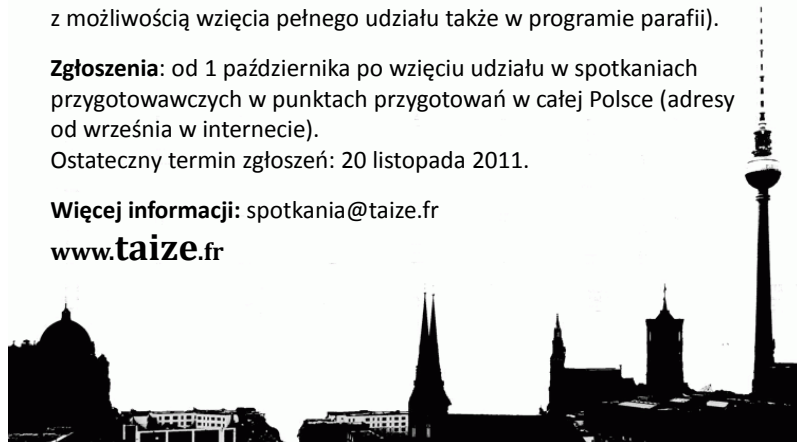 z możliwością wzięcia pełnego udziału także w programie parafii).
Zgłoszenia: od 1 października po wzięciu udziału w spotkaniach
przygotowawczych w punktach przygotowań w całej Polsce (adresy
od września w internecie).
Ostateczny termin zgłoszeń: 20 listopada 2011.
Więcej informacji: spotkania@taize.fr
www.taize.fr